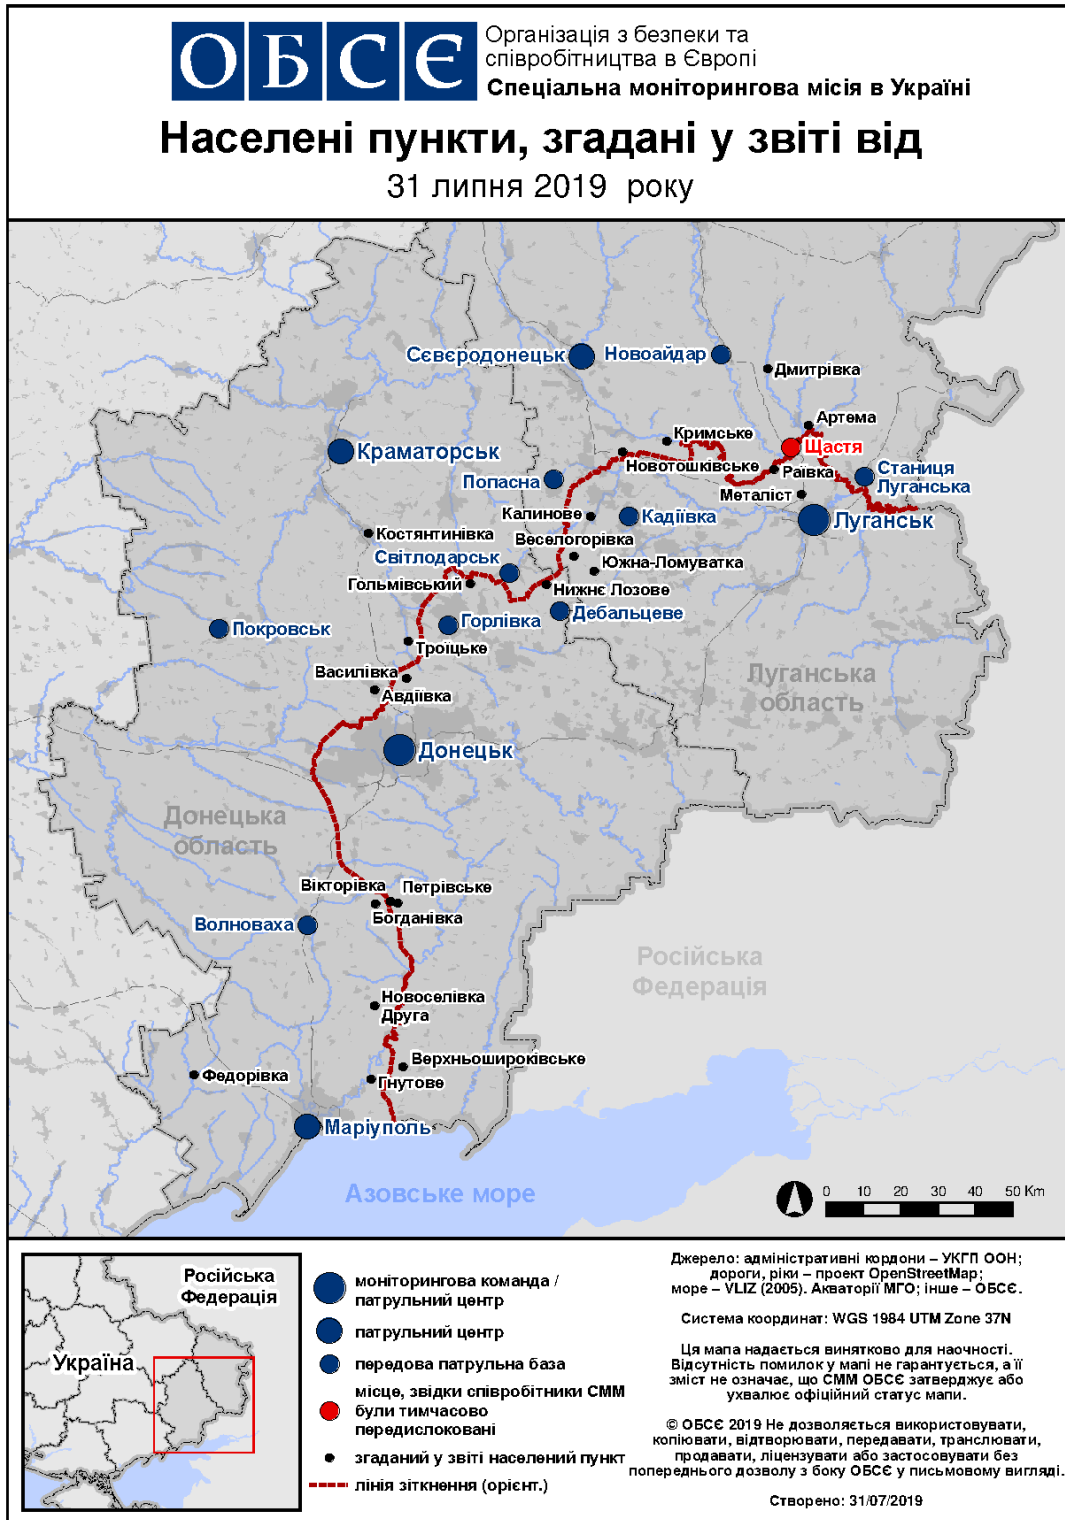 ОБСЄ
Організація з безпеки та
співробітництва в Європі
Спеціальна моніторингова місія в Україні
Населені пункти, згадані у звіті від
31 липня 2019 року
Сєвєродонецьк
Новоайдар
Дмитрівка
Артема
Кримське
Щастя
Краматорськ
Новотошківське
Раївка
Станиця
Луганська
Попасна
Металіст
Калинове
Кадіївка
Луганськ
Костянтинівка
Веселогорівка
Світлодарськ
Южна-Ломуватка
Гольмівський
Нижнє Лозове
Дебальцеве
Горлівка
Покровськ
Троїцьке
Василівка
Авдіївка
Луганська
область
Донецьк
Донецька
область
Вікторівка
Петрівське
Богданівка
Волноваха
Російська
Федерація
Новоселівка
Друга
Верхньошироківське
Федорівка
Гнутове
Маріуполь
Азовське море
0 10 20 30 40 50 Km
Російська
Федерація
Україна
моніторингова команда /
патрульний центр
патрульний центр
передова патрульна база
місце, звідки співробітники СММ
були тимчасово
передислоковані
згаданий у звіті населений пункт
лінія зіткнення (орієнт.)
Джерело: адміністративні кордони – УКГП ООН;
дороги, ріки – проект OpenStreetMap;
море – VLIZ (2005). Акваторії МГО; інше – ОБСЄ.
Система координат: WGS 1984 UTM Zone 37N
Ця мапа надається винятково для наочності.
Відсутність помилок у мапі не гарантується, а її
зміст не означає, що СММ ОБСЄ затверджує або
ухвалює офіційний статус мапи.
© ОБСЄ 2019 Не дозволяється використовувати,
копіювати, відтворювати, передавати, транслювати,
продавати, ліцензувати або застосовувати без
попереднього дозволу з боку ОБСЄ у письмовому вигляді.
Створено: 31/07/2019